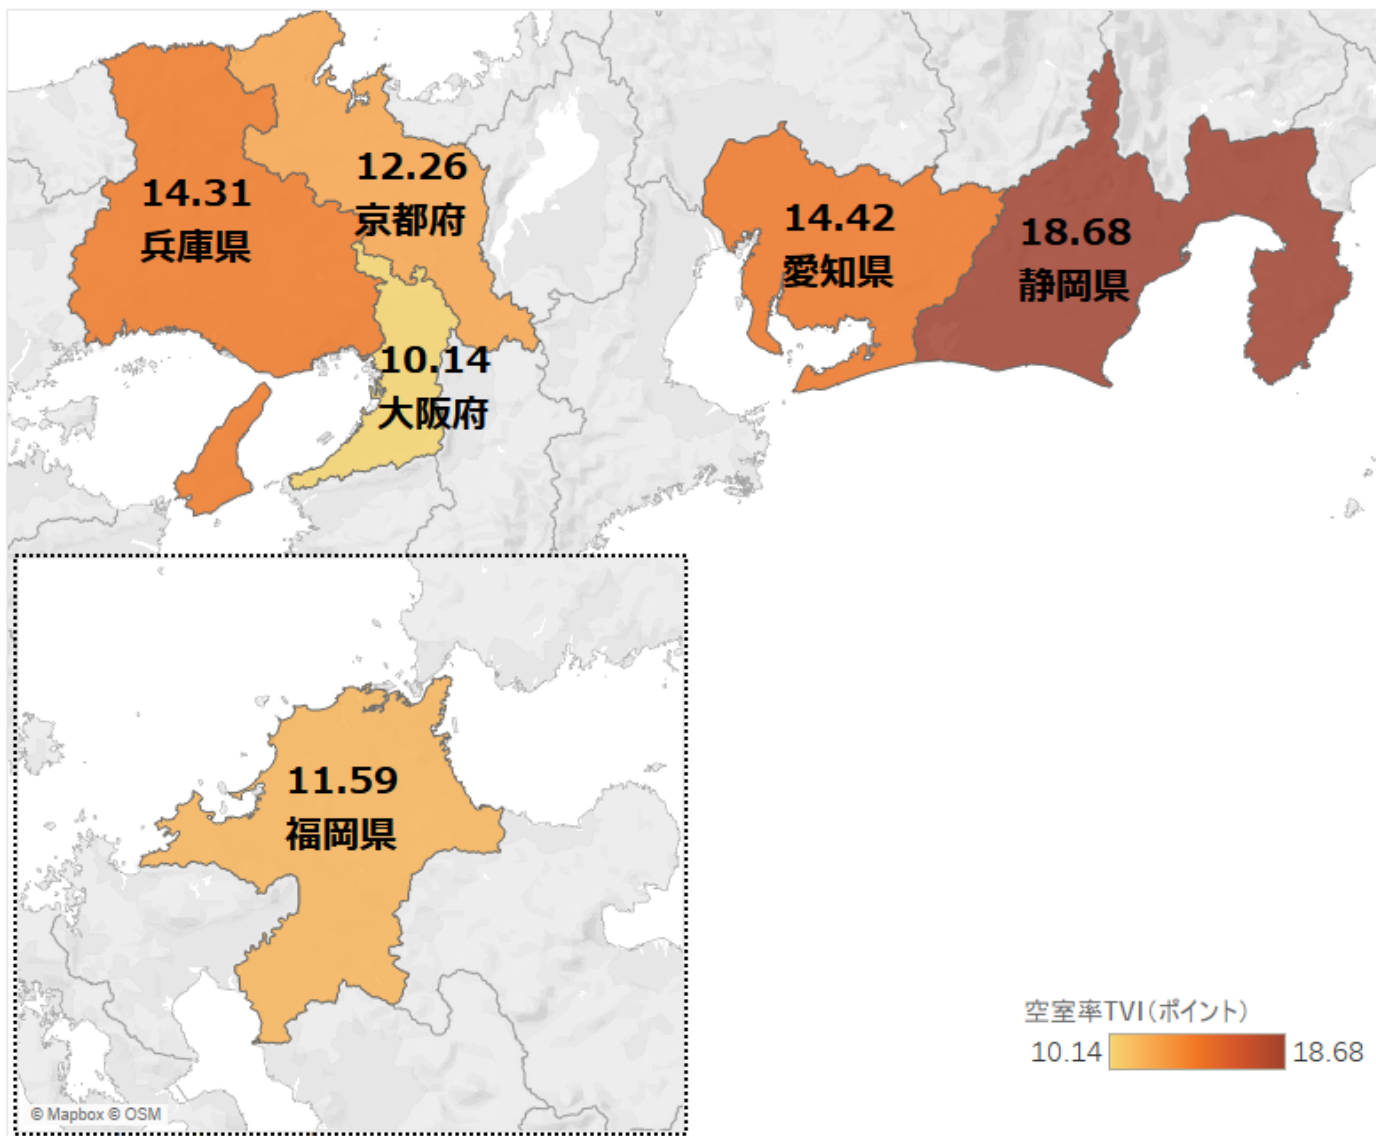 14.31
兵庫県
12.26
京都府
10.14
大阪府
14.42
愛知県
18.68
静岡県
11.59
福岡県
空室率TVI(ポイント)
10.14 18.68
© Mapbox © OSM